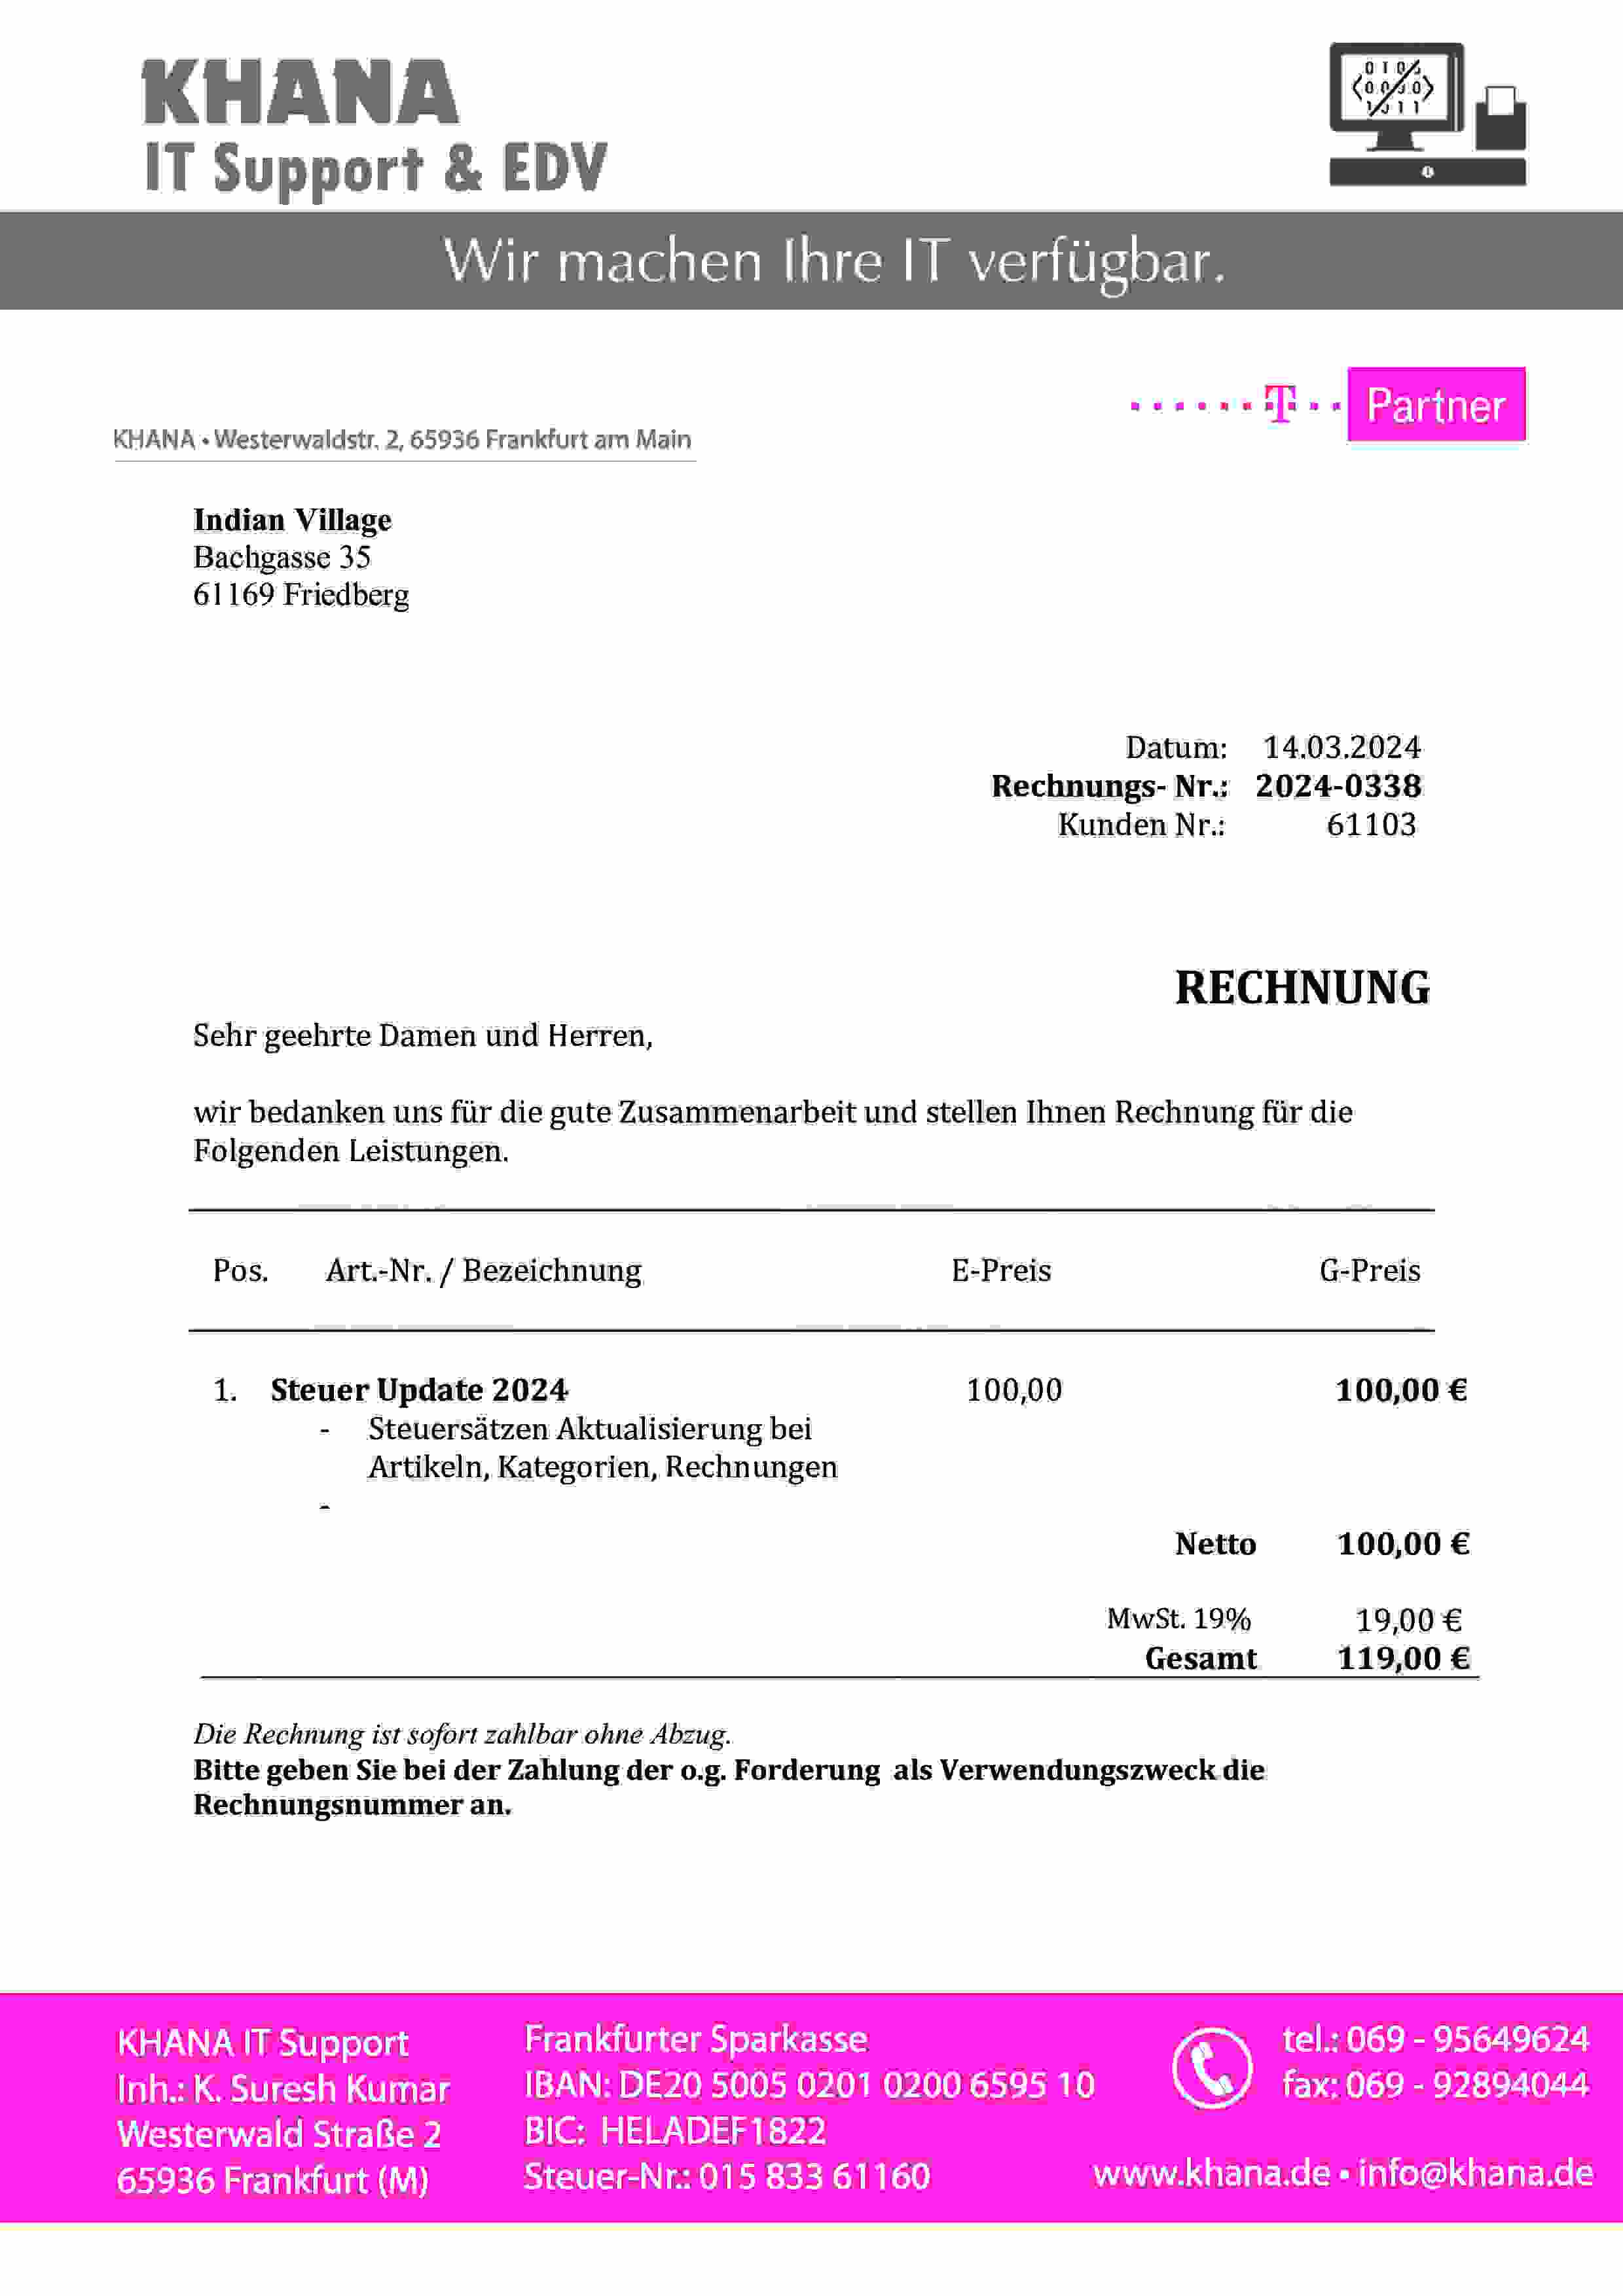 KHANA
IT Support & EDV
Wir machen Ihre IT verfügbar.
T Partner
KHANA • Westerwaldstr. 2, 65936 Frankfurt am Main
Indian Village
Bachgasse 35
61169 Friedberg
Datum: 14.03.2024
Rechnungs- Nr.: 2024-0338
Kunden Nr.: 61103
RECHNUNG
Sehr geehrte Damen und Herren,
wir bedanken uns für die gute Zusammenarbeit und stellen Ihnen Rechnung für die
Folgenden Leistungen.
Pos. Art.-Nr. / Bezeichnung E-Preis G-Preis
1. Steuer Update 2024 100,00 100,00 €
- Steuersätzen Aktualisierung bei
Artikeln, Kategorien, Rechnungen
-
Netto 100,00 €
MwSt. 19% 19,00 €
Gesamt 119,00 €
Die Rechnung ist sofort zahlbar ohne Abzug.
Bitte geben Sie bei der Zahlung der o.g. Forderung als Verwendungszweck die
Rechnungsnummer an.
KHANA IT Support
Inh.: K. Suresh Kumar
Westerwald Straße 2
65936 Frankfurt (M)
Frankfurter Sparkasse
IBAN: DE20 5005 0201 0200 6595 10
BIC: HELADEF1822
Steuer-Nr.: 015 833 61160
tel.: 069 - 95649624
fax: 069 - 92894044
www.khana.de • info@khana.de